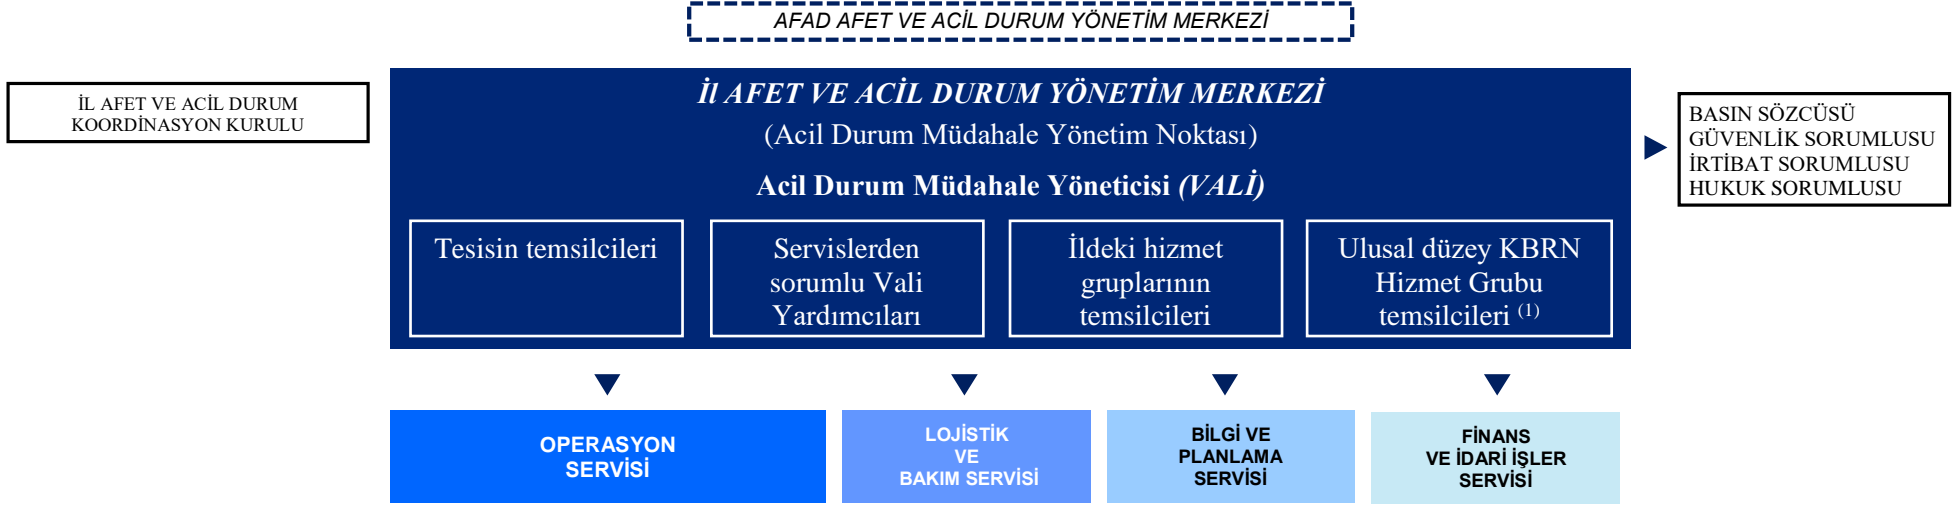 AFAD AFET VE ACİL DURUM YÖNETİM MERKEZİ
İL AFET VE ACİL DURUM
KOORDİNASYON KURULU
İl AFET VE ACİL DURUM YÖNETİM MERKEZİ
(Acil Durum Müdahale Yönetim Noktası)
Acil Durum Müdahale Yöneticisi (VALİ)
BASIN SÖZCÜSÜ
GÜVENLİK SORUMLUSU
İRTİBAT SORUMLUSU
HUKUK SORUMLUSU
Tesisin temsilcileri
Servislerden
sorumlu Vali
Yardımcıları
İldeki hizmet
gruplarının
temsilcileri
Ulusal düzey KBRN
Hizmet Grubu
temsilcileri (1)
OPERASYON
SERVİSİ
LOJİSTİK
VE
BAKIM SERVİSİ
BİLGİ VE
PLANLAMA
SERVİSİ
FİNANS
VE İDARİ İŞLER
SERVİSİ